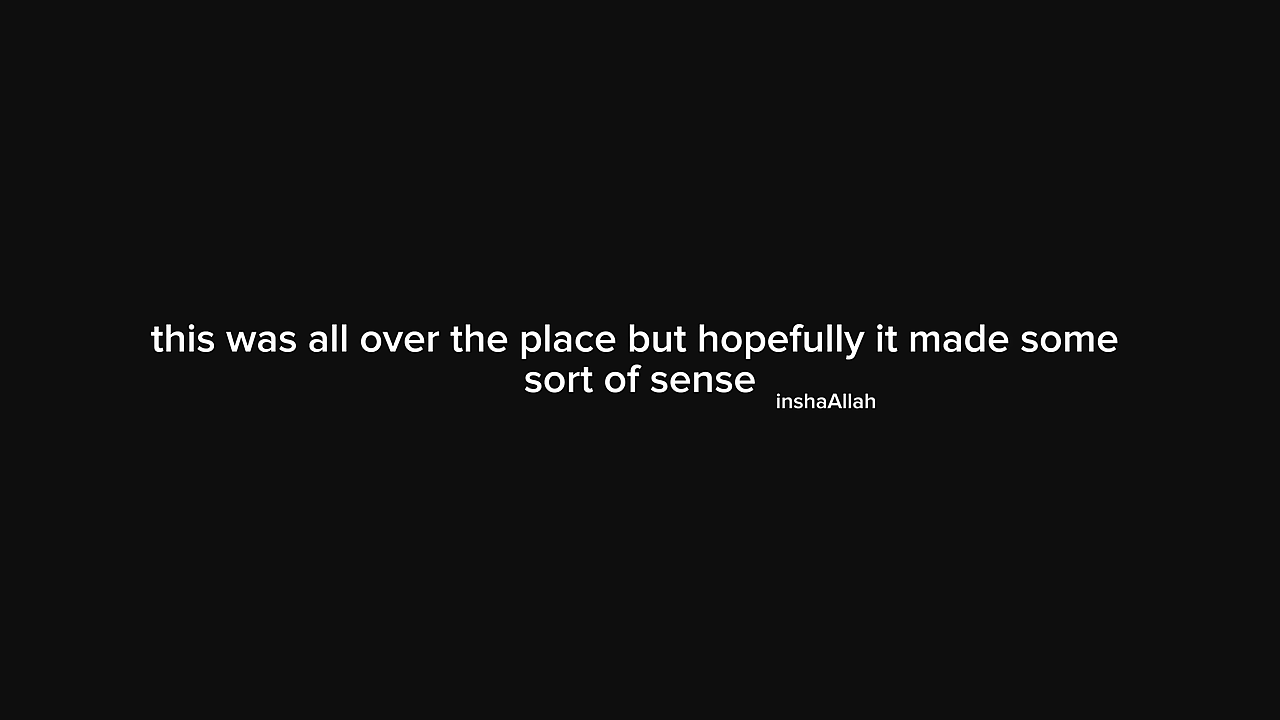 this was all over the place but hopefully it made some
sort of sense
inshaAllah